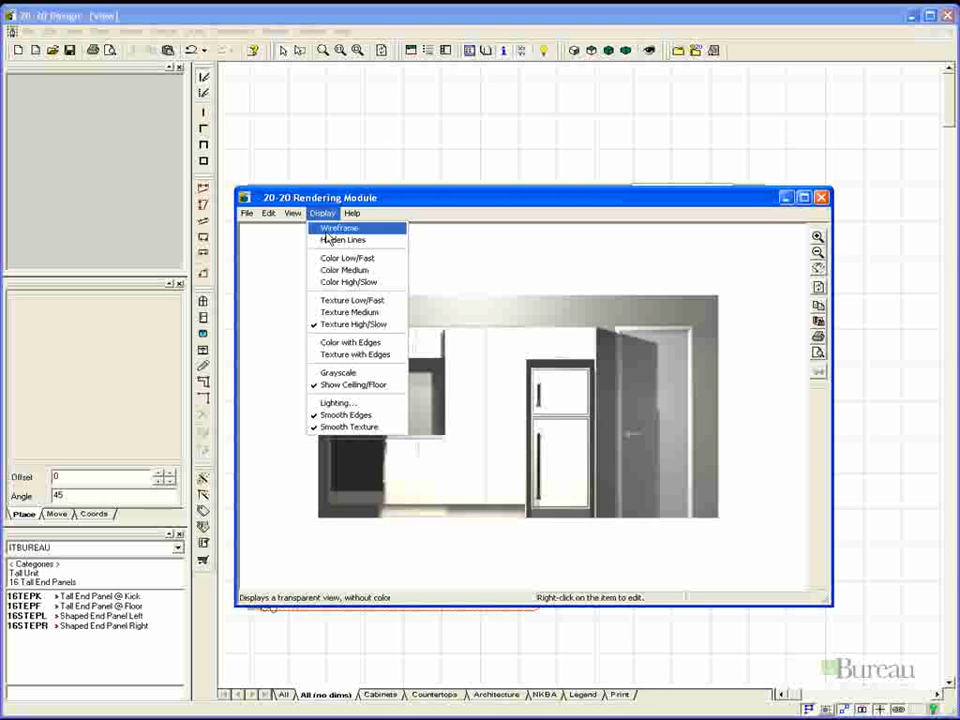 20-20 Design - [view]
20-20 Rendering Module
File Edit View Display Help
Wireframe
Hidden Lines
Color Low/Fast
Color Medium
Color High/Slow
Texture Low/Fast
Texture Medium
Texture High/Slow
Color with Edges
Texture with Edges
Grayscale
Show Ceiling/Floor
Lighting...
Smooth Edges
Smooth Texture
Displays a transparent view, without color
Right-click on the item to edit.
Offset 0
Angle 45
Place Move Coords
ITBUREAU
< Categories >
Tall Unit
16 Tall End Panels
16TEPK Tall End Panel @ Kick
16TEPF Tall End Panel @ Floor
16STEPL Shaped End Panel Left
16STEPR Shaped End Panel Right
Bureau
All All (no dims) Cabinets Countertops Architecture NKBA Legend Print